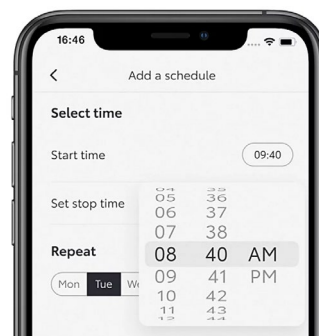 16:46
Add a schedule
Select time
Start time 09:40
Set stop time
05 36
06 37
07 38
08 40 AM
09 41 PM
10 42
11 43
Repeat
Mon Tue We